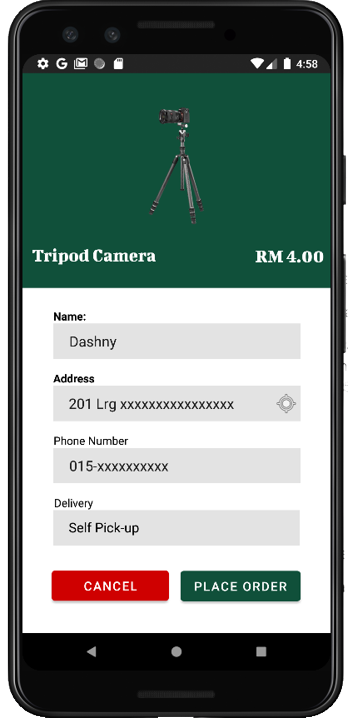 4:58
Tripod Camera
RM 4.00
Name:
Dashny
Address
201 Lrg xxxxxxxxxxxxxxxx
Phone Number
015-xxxxxxxxxx
Delivery
Self Pick-up
CANCEL
PLACE ORDER